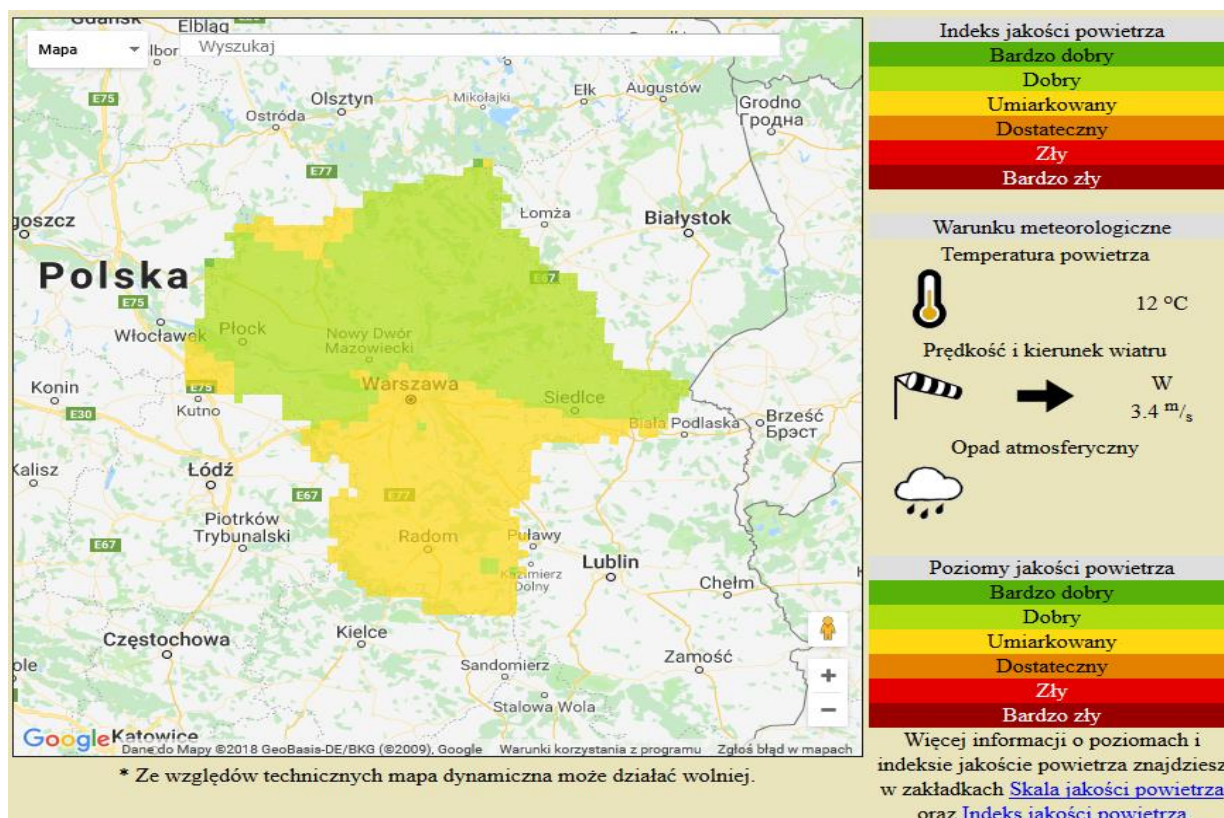 Gdańsk
Elbląg
Mapa
Wyszukaj
E75
Olsztyn
Ostróda
Mikołajki
Ełk
Augustów
Grodno
Гродна
E77
goszcz
Łomża
Białystok
Polska
E67
E75
Włocławek
Płock
Nowy Dwór
Mazowiecki
Konin
E75
Warszawa
Siedlce
E30
Kutno
Biała Podlaska
Brześć
Брэст
Kalisz
Łódź
E67
E77
Piotrków
Trybunalski
Radom
Puławy
E67
Lublin
Kazimierz
Dolny
Chełm
Częstochowa
Kielce
ole
Sandomierz
Zamość
+
Stalowa Wola
−
Google
Katowice
Dane do Mapy ©2018 GeoBasis-DE/BKG (©2009), Google Warunki korzystania z programu Zgłoś błąd w mapach
* Ze względów technicznych mapa dynamiczna może działać wolniej.
Indeks jakości powietrza
Bardzo dobry
Dobry
Umiarkowany
Dostateczny
Zły
Bardzo zły
Warunku meteorologiczne
Temperatura powietrza
12 °C
Prędkość i kierunek wiatru
W
3.4 m/s
Opad atmosferyczny
Poziomy jakości powietrza
Bardzo dobry
Dobry
Umiarkowany
Dostateczny
Zły
Bardzo zły
Więcej informacji o poziomach i
indeksie jakoście powietrza znajdziesz
w zakładkach Skala jakości powietrza
oraz Indeks jakości powietrza